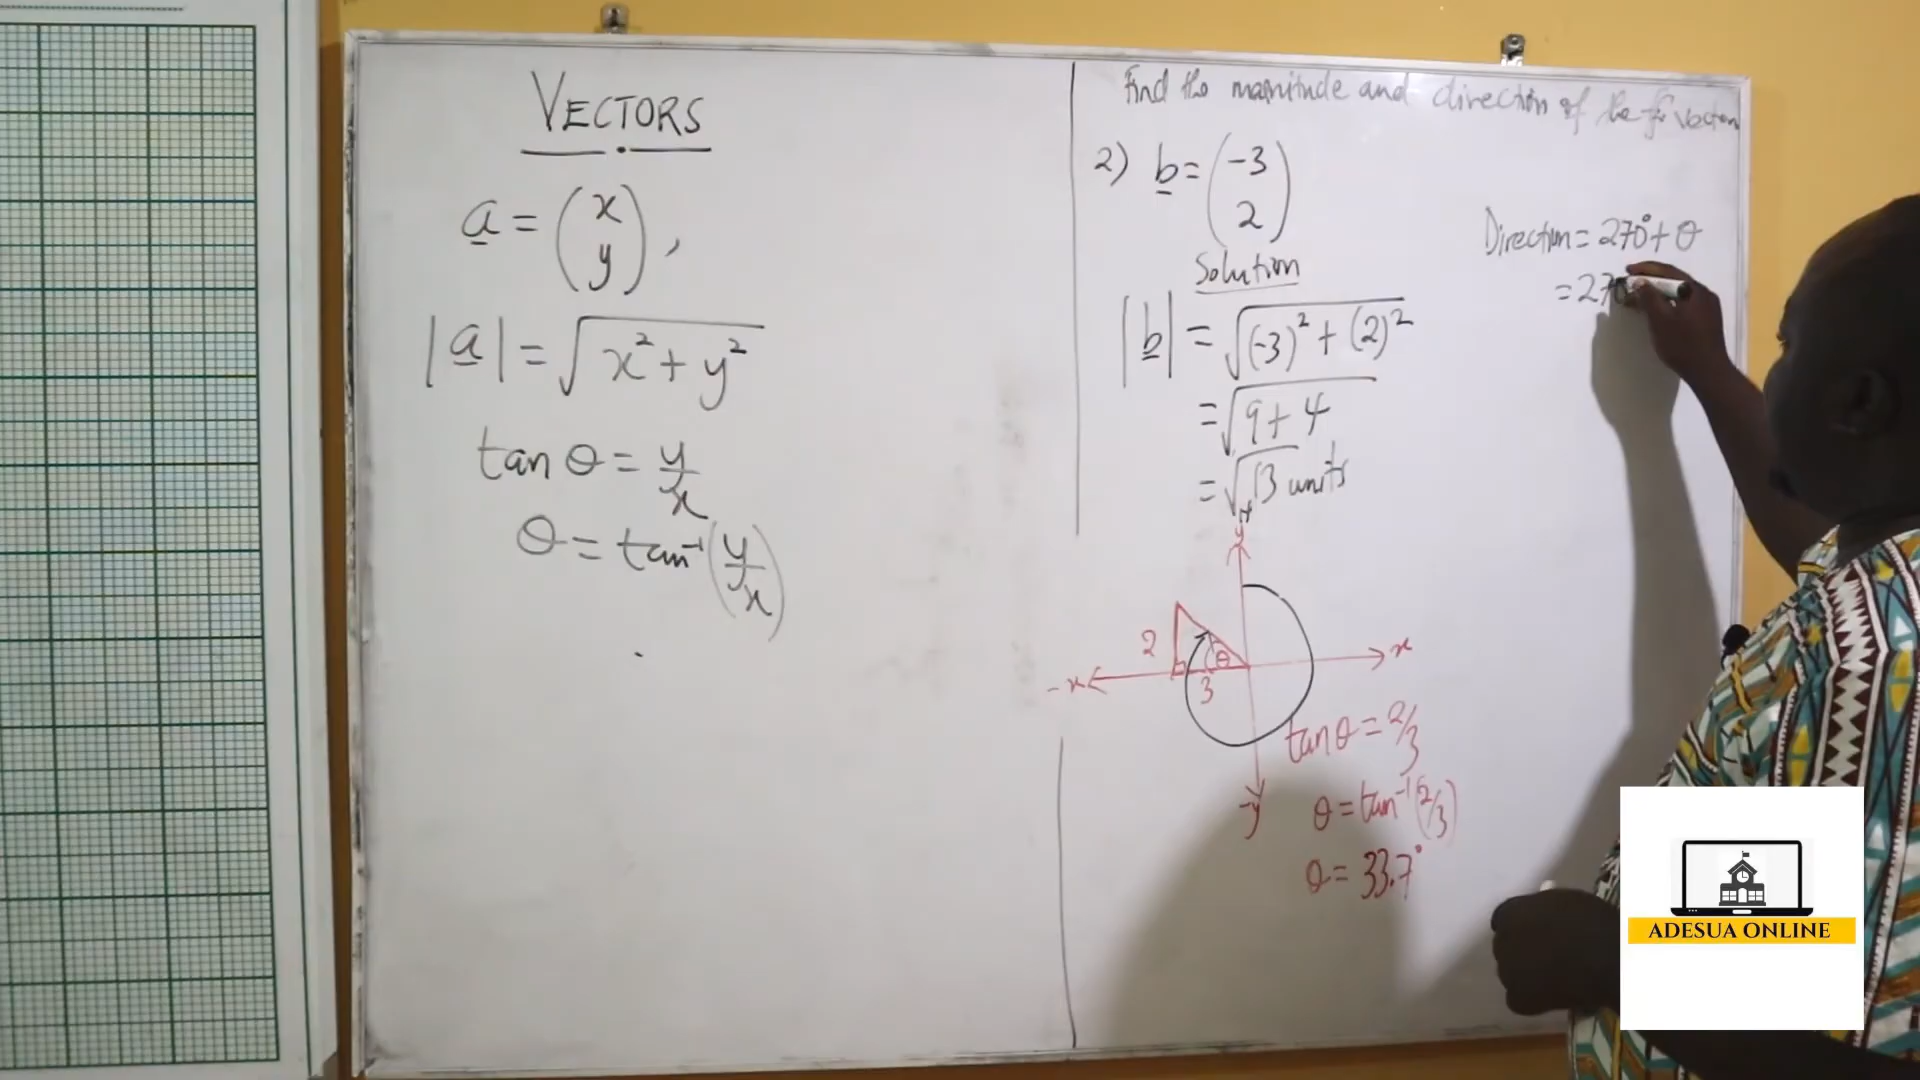 VECTORS
a = (x y),
|a| = √x² + y²
tan θ = y/x
θ = tan⁻¹(y/x)
Find the magnitude and direction of the ff vectors
2) b = (-3 2)
Solution
|b| = √(-3)² + (2)²
= √9 + 4
= √13 units
y
2
θ
3
-x
x
-y
tan θ = 2/3
θ = tan⁻¹(2/3)
θ = 33.7°
Direction = 270° + θ
= 270
ADESUA ONLINE